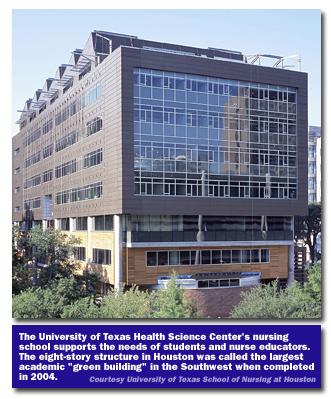 The University of Texas Health Science Center's nursing
school supports the needs of students and nurse educators.
The eight-story structure in Houston was called the largest
academic "green building" in the Southwest when completed
in 2004.
Courtesy University of Texas School of Nursing at Houston